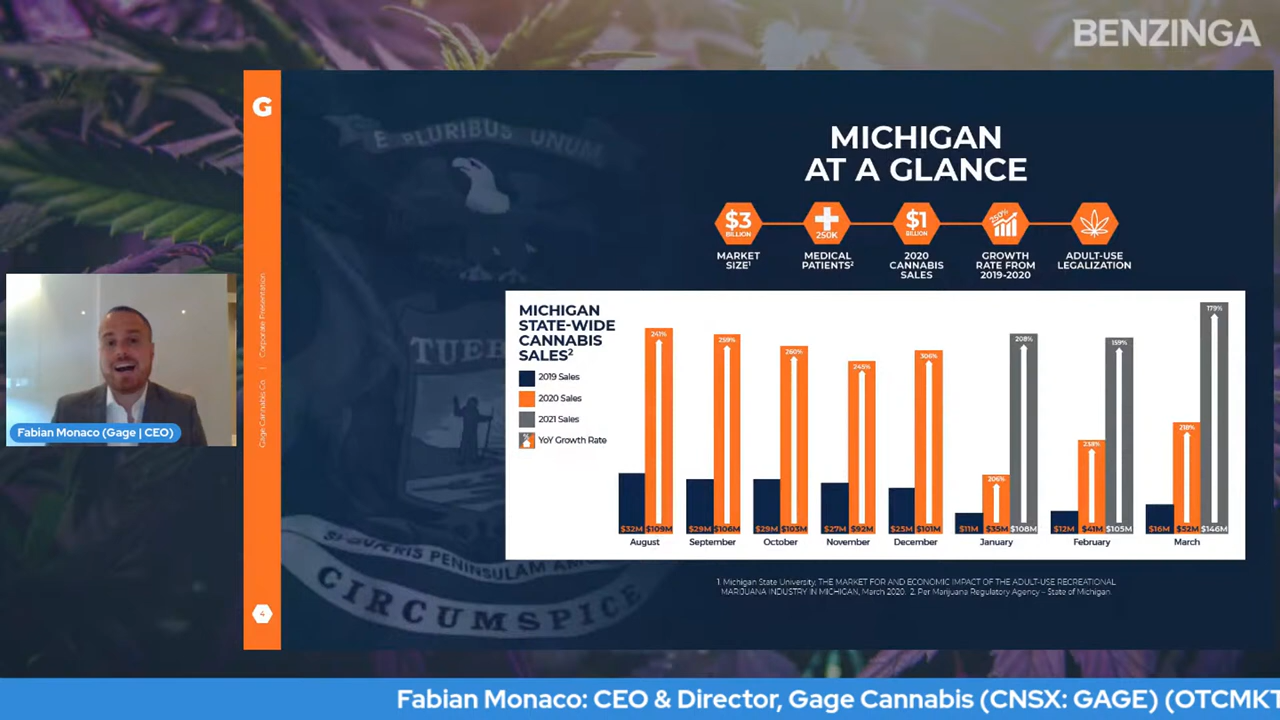 BENZINGA
G
E PLURIBUS UNUM
TUEB
SI QUÆRIS PENINSULAM AM
CIRCUMSPICE
Gage Cannabis Co. | Corporate Presentation
4
MICHIGAN
AT A GLANCE
$3
BILLION
MARKET
SIZE¹
250K
MEDICAL
PATIENTS²
$1
BILLION
2020
CANNABIS
SALES
250%
GROWTH
RATE FROM
2019-2020
ADULT-USE
LEGALIZATION
MICHIGAN
STATE-WIDE
CANNABIS
SALES²
2019 Sales
2020 Sales
2021 Sales
% YoY Growth Rate
241% 259% 260% 245% 306% 206% 208% 238% 159% 218% 179%
$32M $109M $29M $106M $29M $103M $27M $92M $25M $101M $11M $35M $108M $12M $41M $105M $16M $52M $146M
August September October November December January February March
1. Michigan State University, THE MARKET FOR AND ECONOMIC IMPACT OF THE ADULT-USE RECREATIONAL
MARIJUANA INDUSTRY IN MICHIGAN, March 2020. 2. Per Marijuana Regulatory Agency – State of Michigan.
Fabian Monaco (Gage | CEO)
Fabian Monaco: CEO & Director, Gage Cannabis (CNSX: GAGE) (OTCMKT